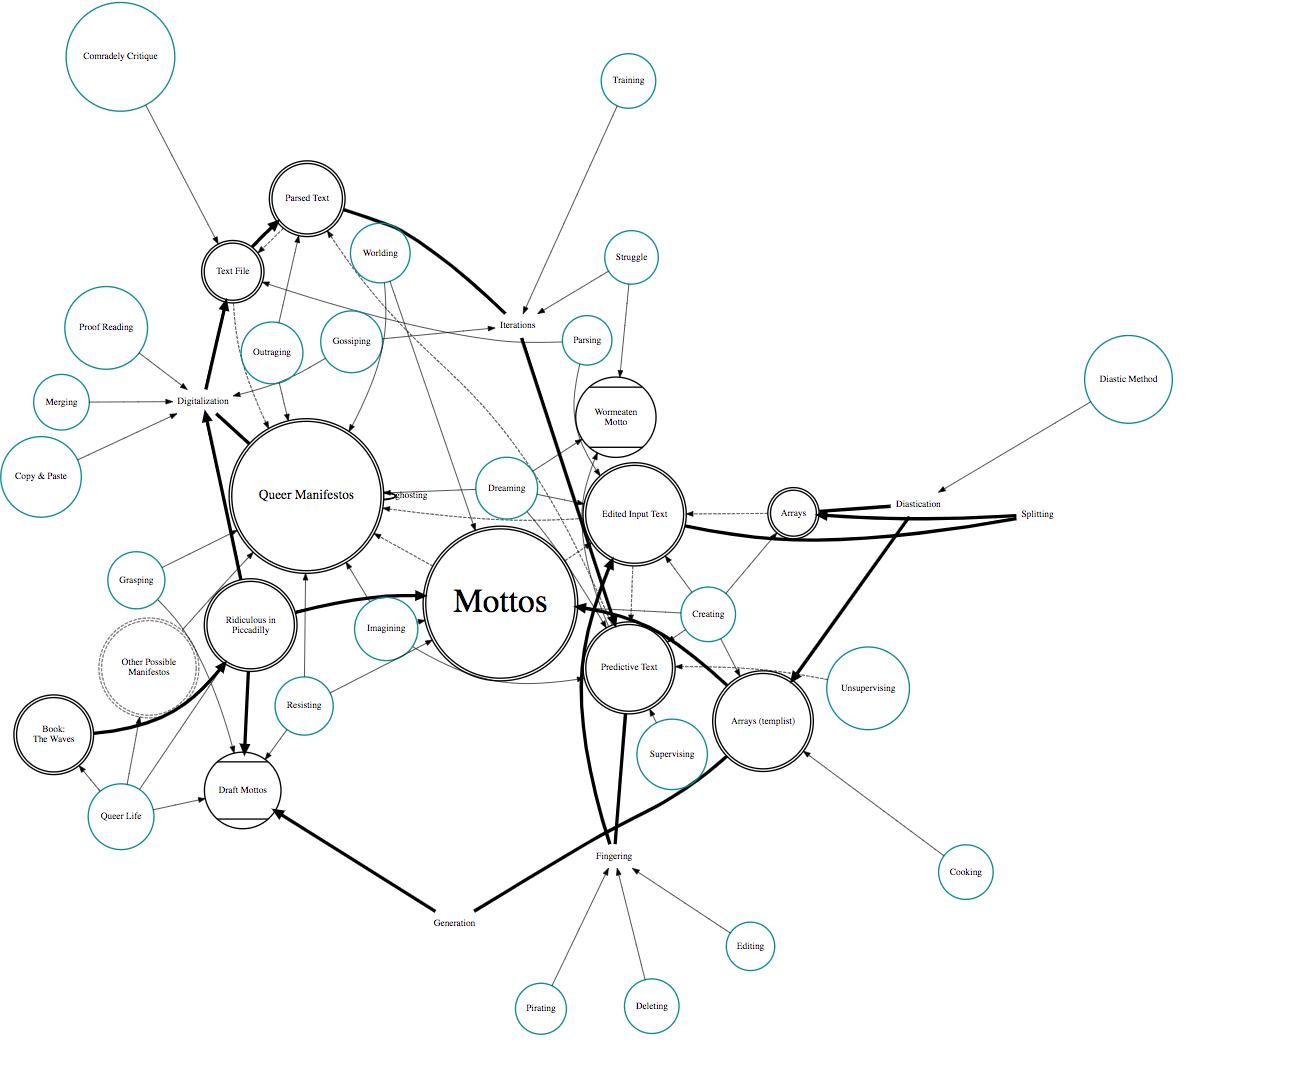 Comradely Critique
Training
Parsed Text
Worlding
Struggle
Text File
Proof Reading
Iterations
Outraging
Gossiping
Parsing
Diastic Method
Merging
Digitalization
Wormeaten
Motto
Copy & Paste
Queer Manifestos
ghosting
Dreaming
Edited Input Text
Arrays
Diastication
Splitting
Grasping
Mottos
Ridiculous in
Piccadilly
Imagining
Creating
Other Possible
Manifestos
Predictive Text
Unsupervising
Resisting
Book:
The Waves
Arrays (templist)
Supervising
Draft Mottos
Queer Life
Fingering
Cooking
Generation
Editing
Pirating
Deleting